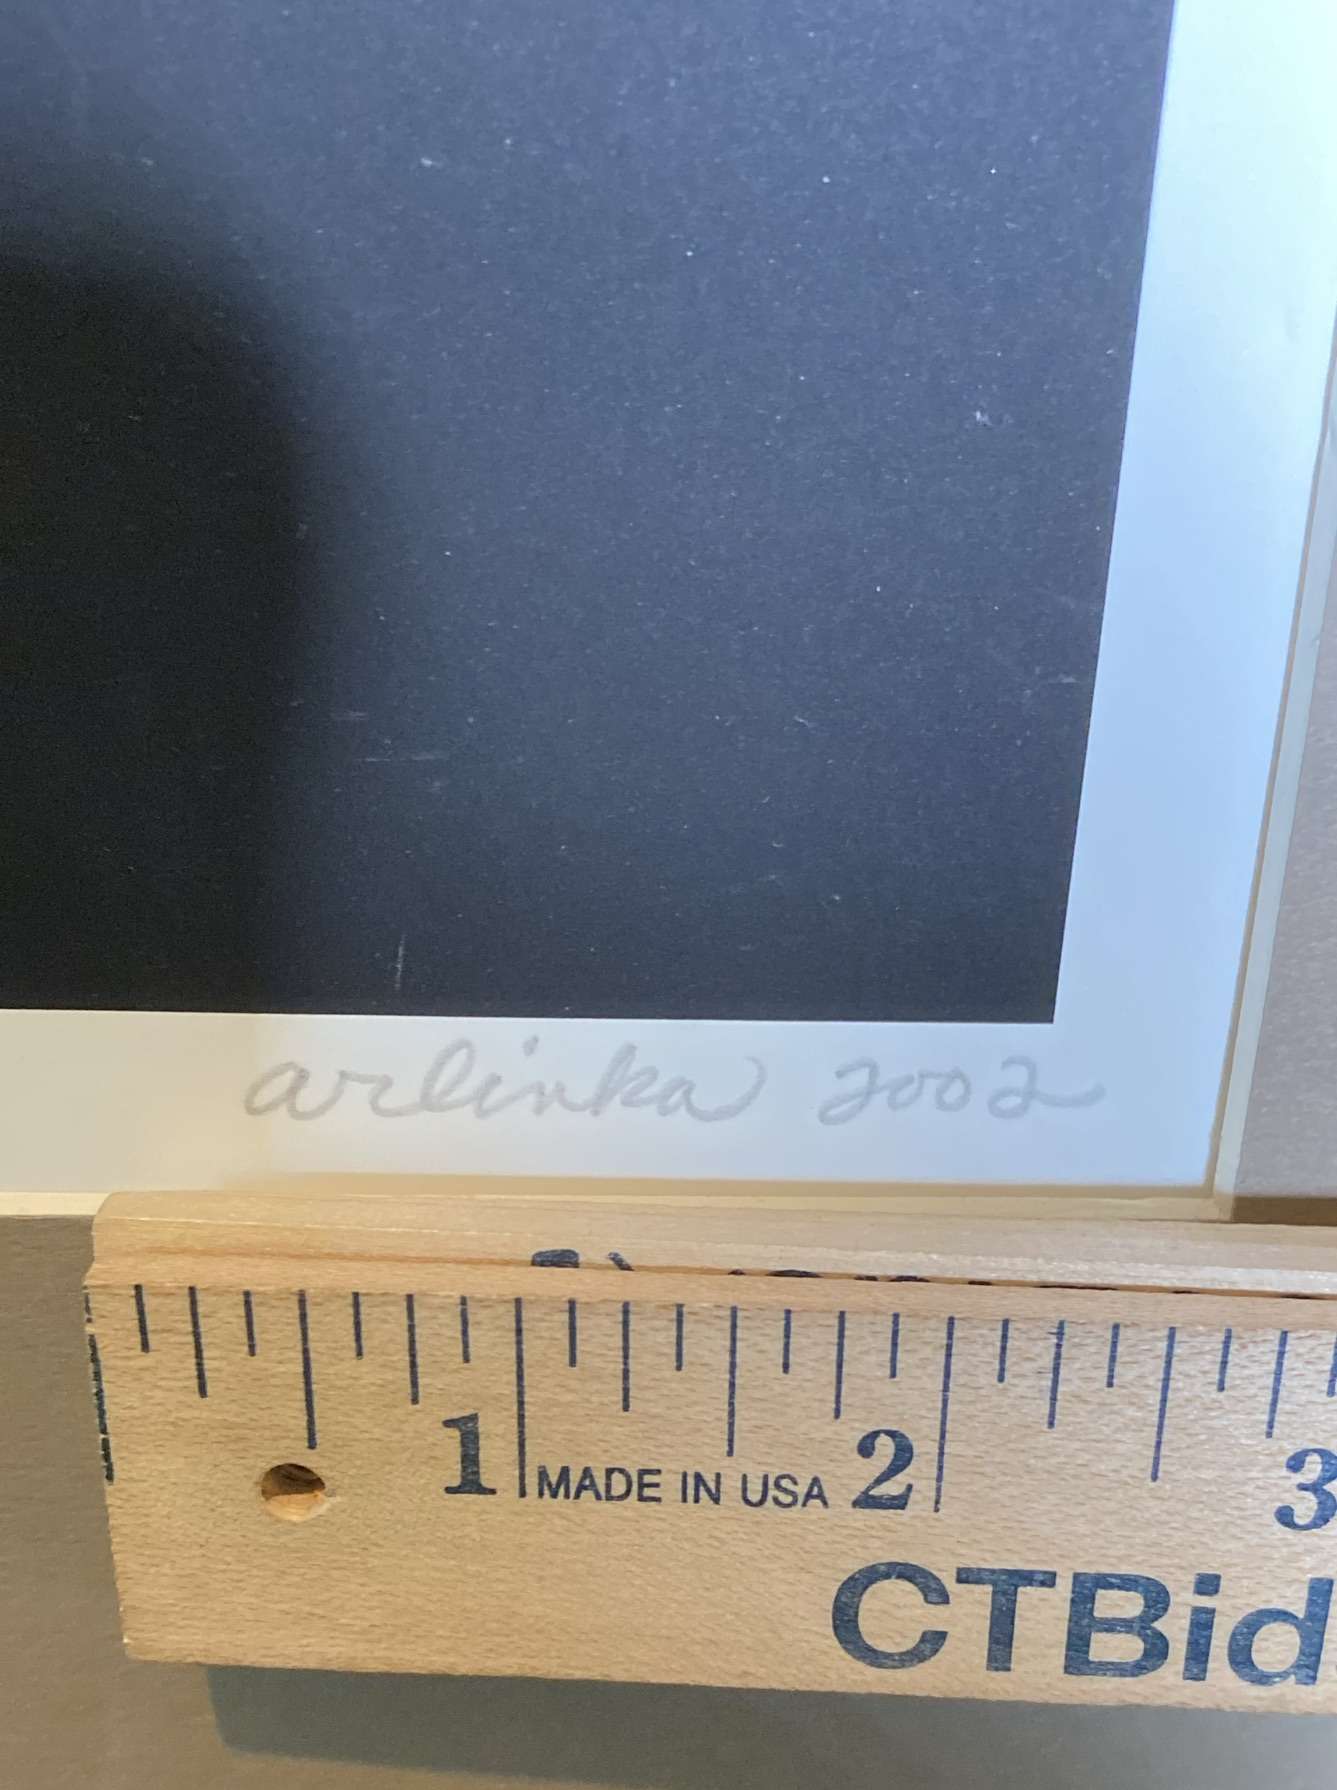 arlinka 2002
1 MADE IN USA 2 3
CTBid